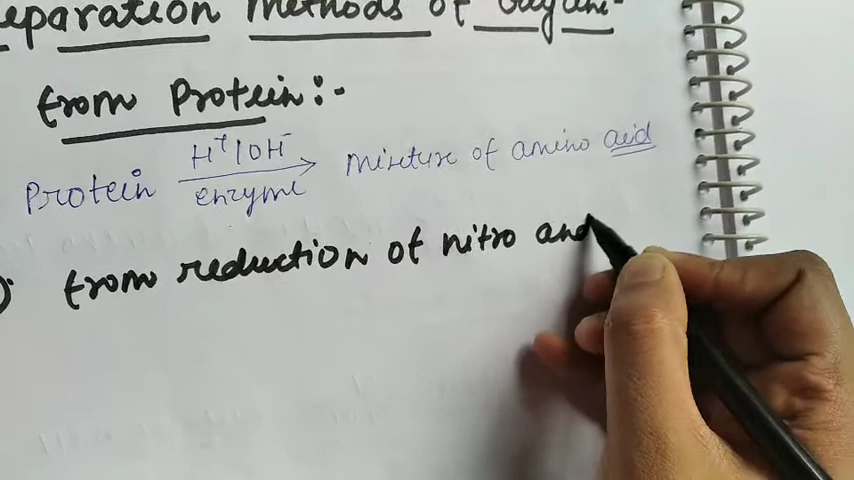 eparation Methods of
from Protein:-
H+/OH-
Protein → mixture of amino acid
enzyme
from reduction of nitro and